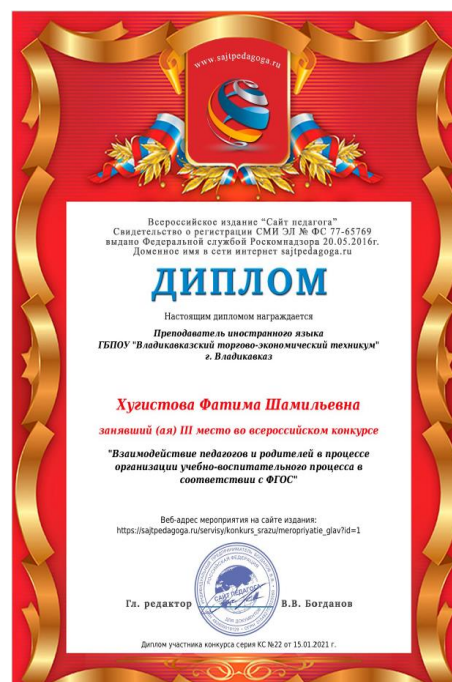 www.sajtpedagoga.ru
Всероссийское издание "Сайт педагога"
Свидетельство о регистрации СМИ ЭЛ № ФС 77-65769
выдано Федеральной службой Роскомнадзора 20.05.2016г.
Доменное имя в сети интернет sajtpedagoga.ru
ДИПЛОМ
Настоящим дипломом награждается
Преподаватель иностранного языка
ГБПОУ "Владикавказский торгово-экономический техникум"
г. Владикавказ
Хугистова Фатима Шамильевна
занявший (ая) III место во всероссийском конкурсе
"Взаимодействие педагогов и родителей в процессе
организации учебно-воспитательного процесса в
соответствии с ФГОС"
Веб-адрес мероприятия на сайте издания:
https://sajtpedagoga.ru/servisy/konkurs_srazu/meropriyatie_glav?id=1
САЙТ ПЕДАГОГА
Гл. редактор В.В. Богданов
Диплом участника конкурса серия КС №22 от 15.01.2021 г.